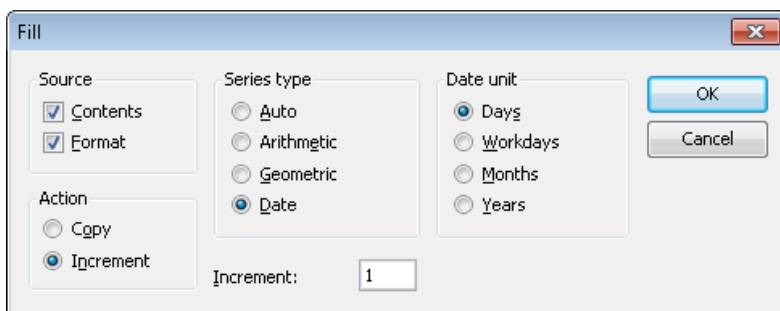 Fill
Source
Contents
Format
Action
Copy
Increment
Series type
Auto
Arithmetic
Geometric
Date
Increment:
1
Date unit
Days
Workdays
Months
Years
OK
Cancel